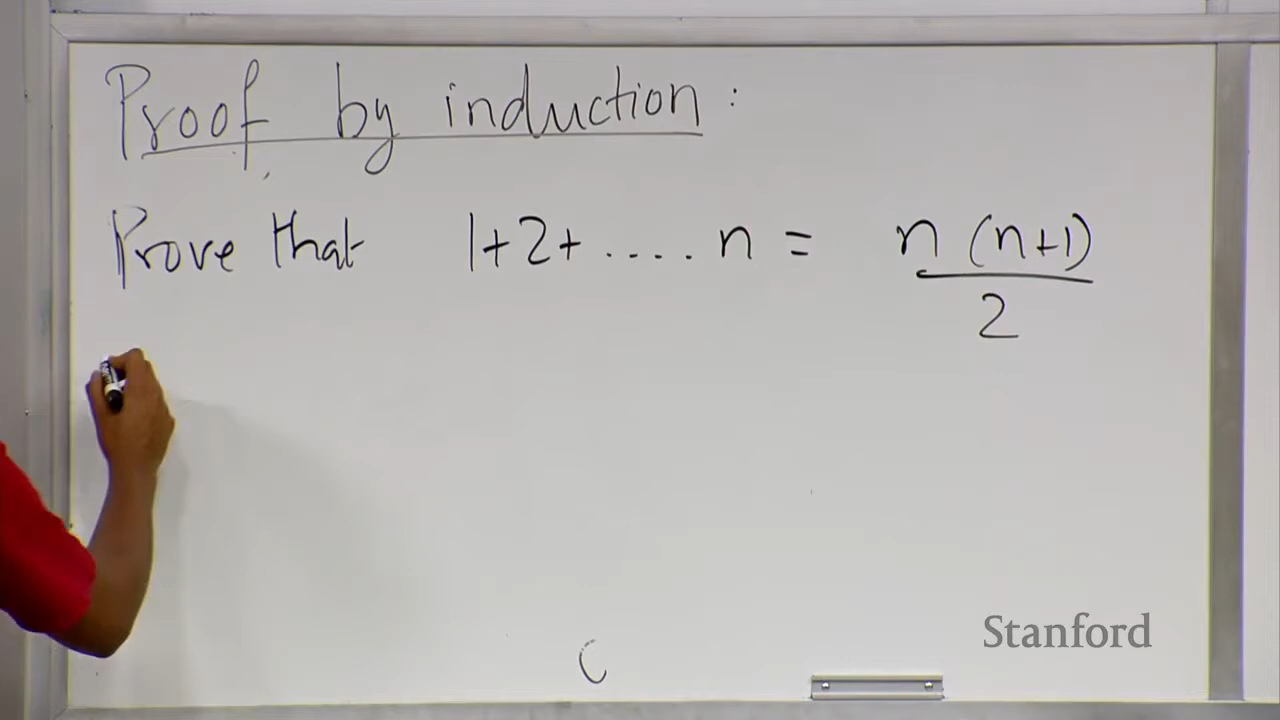 Proof by induction :
Prove that 1+2+ ..... n = n (n+1)
2
Stanford